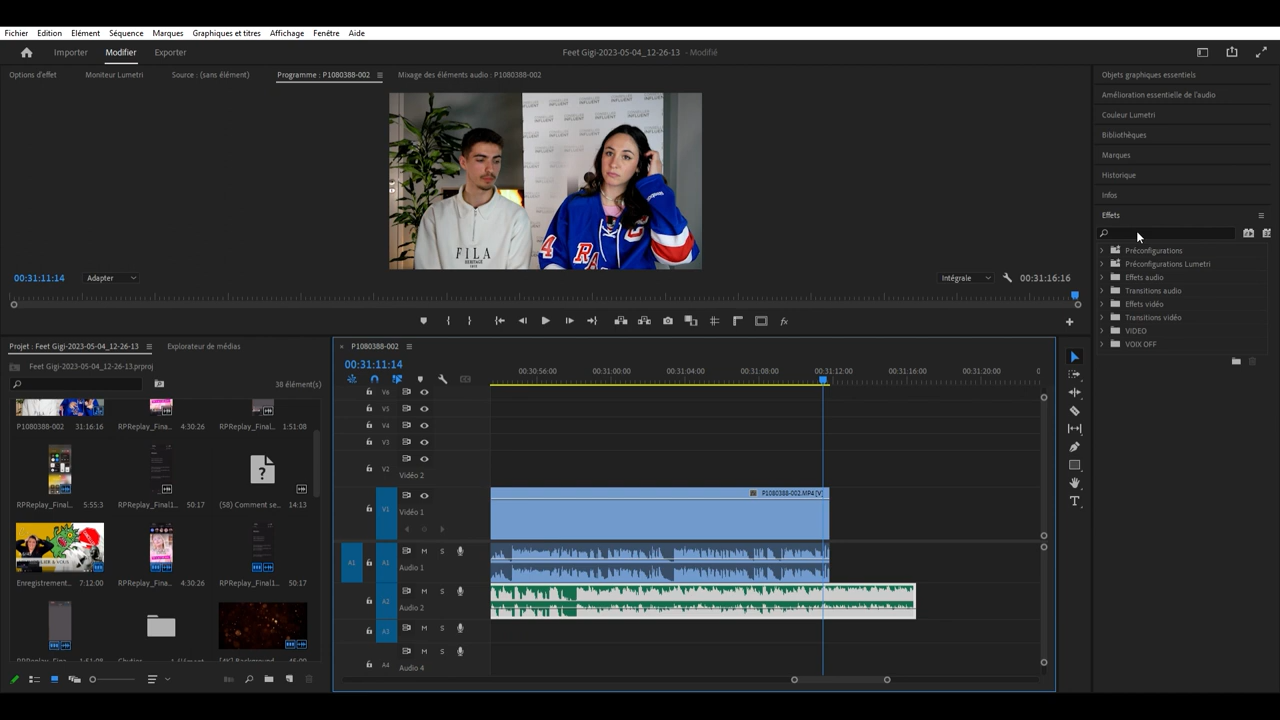 Fichier Edition Elément Séquence Marques Graphiques et titres Affichage Fenêtre Aide
Importer Modifier Exporter Feet Gigi-2023-05-04_12-26-13 - Modifié
Options d'effet Moniteur Lumetri Source : (sans élément) Programme : P1080388-002 Mixage des éléments audio : P1080388-002
Objets graphiques essentiels
Amélioration essentielle de l'audio
Couleur Lumetri
Bibliothèques
Marques
Historique
Infos
Effets
Préconfigurations
Préconfigurations Lumetri
Effets audio
Transitions audio
Effets vidéo
Transitions vidéo
VIDEO
VOIX OFF
INFLUENT
FILA
HERITAGE
4
00:31:11:14 Adapter Intégrale 00:31:16:16
fx
Projet : Feet Gigi-2023-05-04_12-26-13 Explorateur de médias
Feet Gigi-2023-05-04_12-26-13.prproj
38 élément(s)
P1080388-002 31:16:16 RPReplay_Fina... 4:30:26 RPReplay_Final... 1:51:08
RPReplay_Final... 5:55:3 RPReplay_Final1... 50:17 (58) Comment se... 14:13
Enregistrement... 7:12:00 RPReplay_Fina... 4:30:26 RPReplay_Final1... 50:17
P1080388-002
00:31:11:14
00:30:56:00 00:31:00:00 00:31:04:00 00:31:08:00 00:31:12:00 00:31:16:00 00:31:20:00
V6
V5
V4
V3
V2 Vidéo 2
V1 Vidéo 1
P1080388-002.MP4 [V]
A1 A1 M S Audio 1
A2 M S Audio 2
A3 M S
A4 M S Audio 4
T